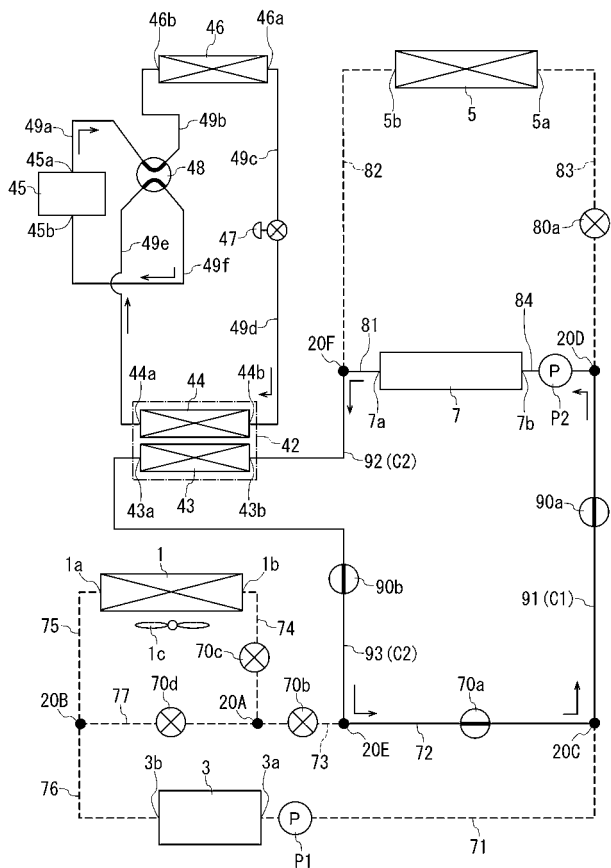 46b 46 46a
5b 5 5a
49a 49b
45a 48 49c 82 83
45
45b 47 80a
49e 49f
49d 81 84
20F 20D
44a 44 44b P
7a 7 7b P2
42
92(C2)
43a 43 43b
90a
1a 1 1b 90b
91(C1)
75 1c 74
70c 93(C2)
20B 70d 20A 70b 70a
77 73 20E 72 20C
76 3b 3 3a
P 71
P1